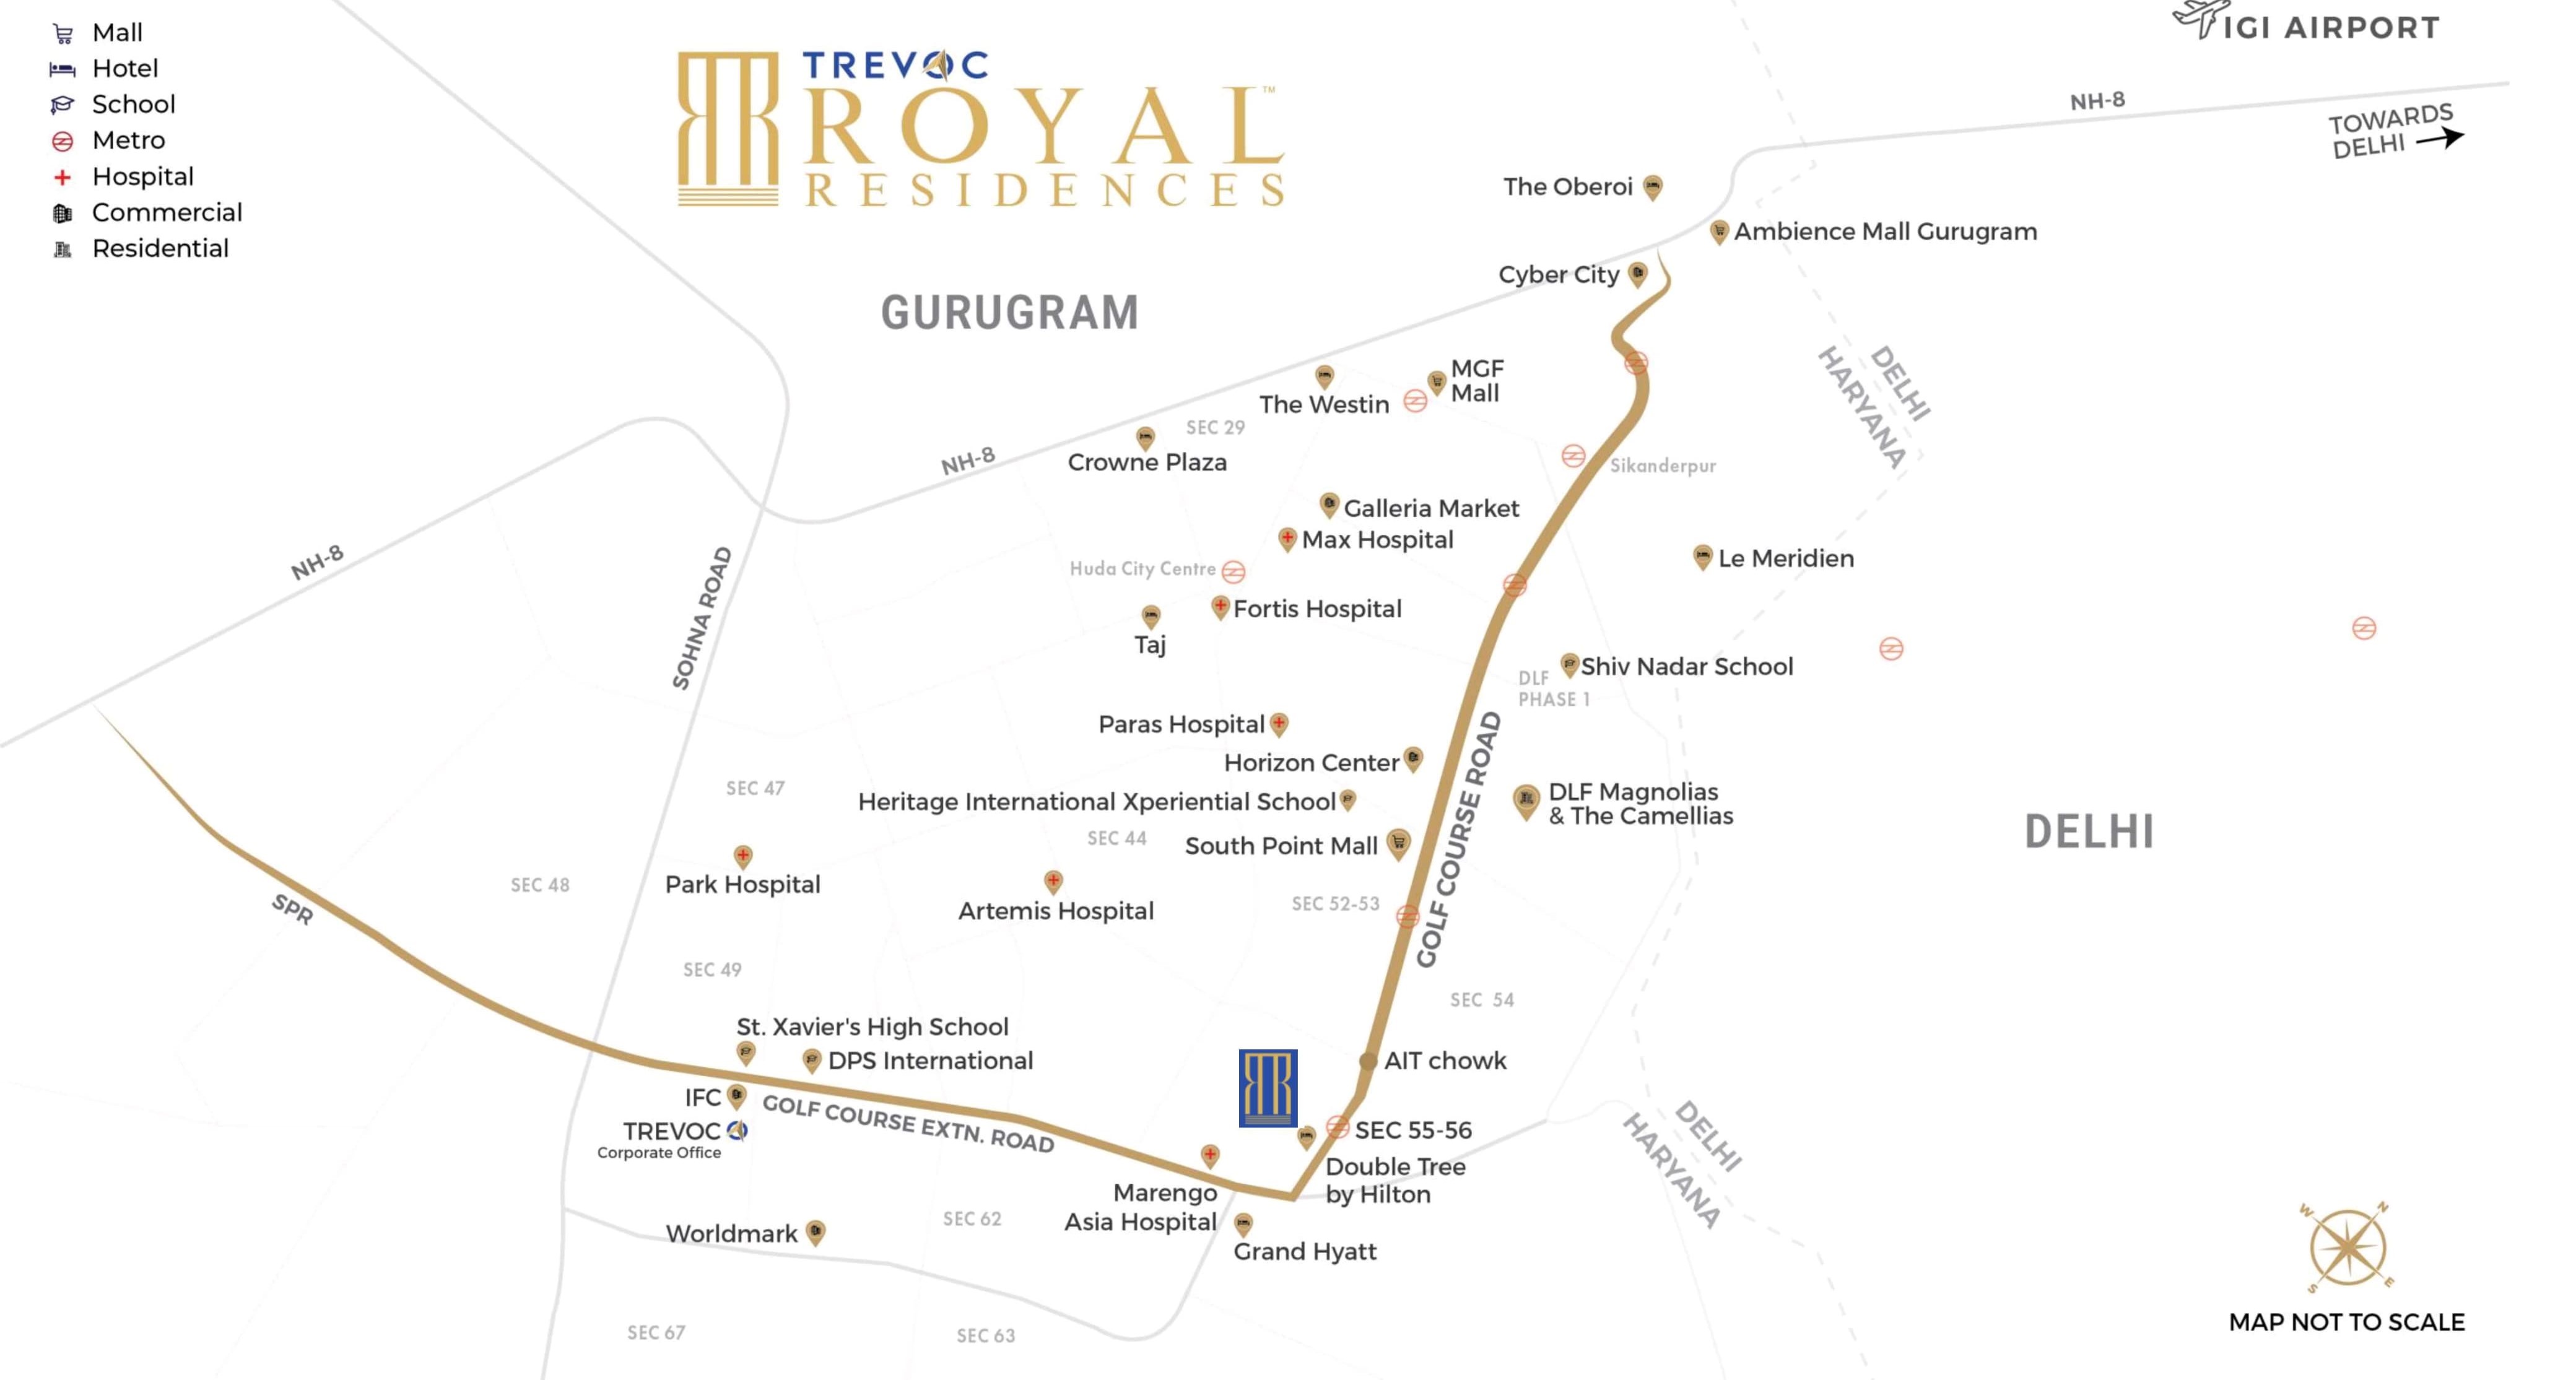 Mall
Hotel
School
Metro
Hospital
Commercial
Residential
TREVOC
ROYAL™
RESIDENCES
IGI AIRPORT
NH-8
TOWARDS
DELHI
The Oberoi
Ambience Mall Gurugram
Cyber City
GURUGRAM
DELHI
HARYANA
MGF
Mall
The Westin
SEC 29
Crowne Plaza
NH-8
Sikanderpur
Galleria Market
Max Hospital
NH-8
SOHNA ROAD
Huda City Centre
Le Meridien
Fortis Hospital
Taj
Shiv Nadar School
DLF
PHASE 1
Paras Hospital
Horizon Center
GOLF COURSE ROAD
SEC 47
Heritage International Xperiential School
DLF Magnolias
& The Camellias
DELHI
SEC 44
South Point Mall
Park Hospital
SEC 48
SPR
Artemis Hospital
SEC 52-53
SEC 49
SEC 54
St. Xavier's High School
DPS International
AIT chowk
IFC
GOLF COURSE EXTN. ROAD
TREVOC
Corporate Office
SEC 55-56
DELHI
HARYANA
Double Tree
by Hilton
Marengo
Asia Hospital
SEC 62
Worldmark
Grand Hyatt
W
N
S
E
MAP NOT TO SCALE
SEC 67
SEC 63